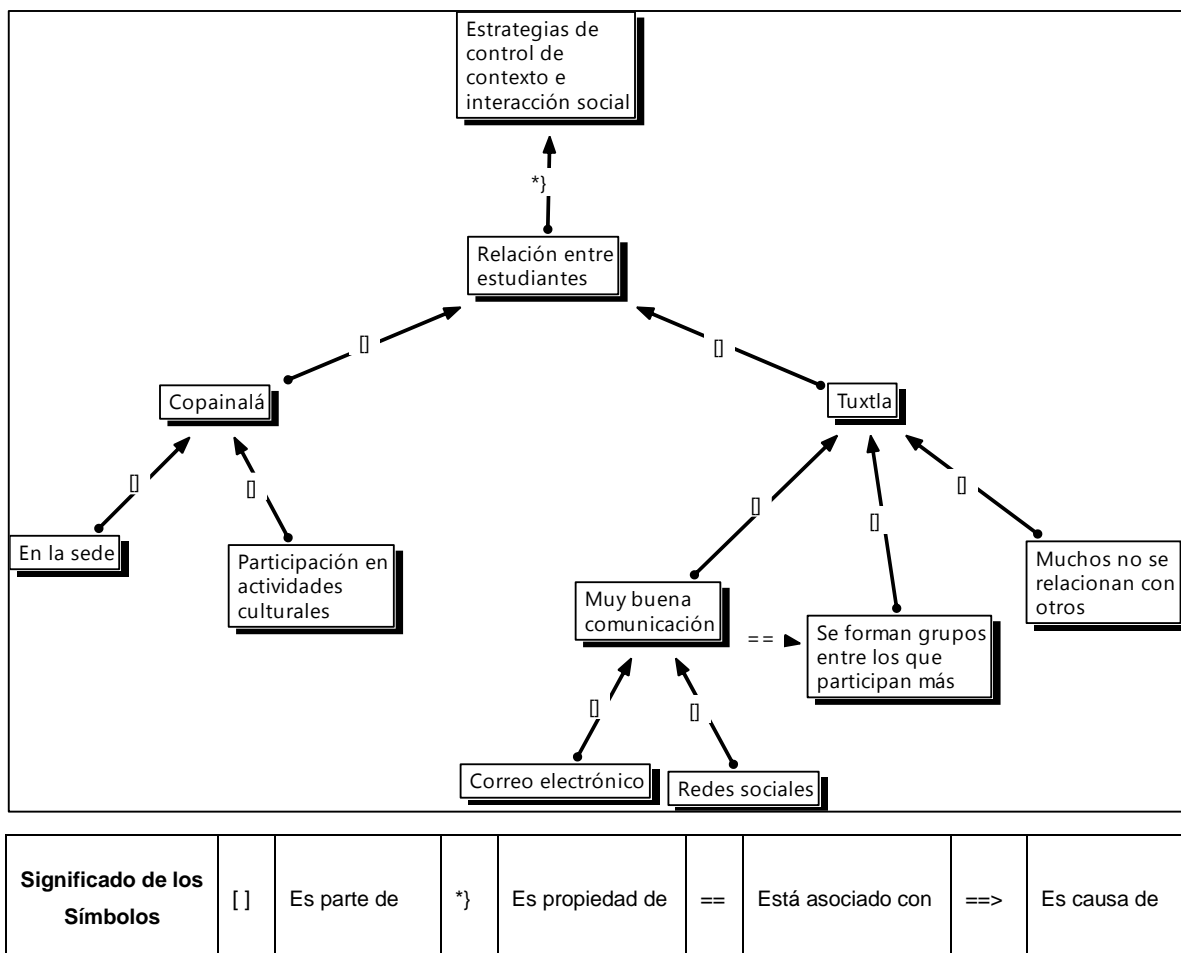 Estrategias de
control de
contexto e
interacción social
*}
Relación entre
estudiantes
[]
[]
Copainalá
Tuxtla
[]
[]
[]
[]
[]
En la sede
Participación en
actividades
culturales
Muy buena
comunicación
==
Se forman grupos
entre los que
participan más
Muchos no se
relacionan con
otros
[]
[]
Correo electrónico
Redes sociales
Significado de los
Símbolos
[ ]
Es parte de
*}
Es propiedad de
==
Está asociado con
==>
Es causa de